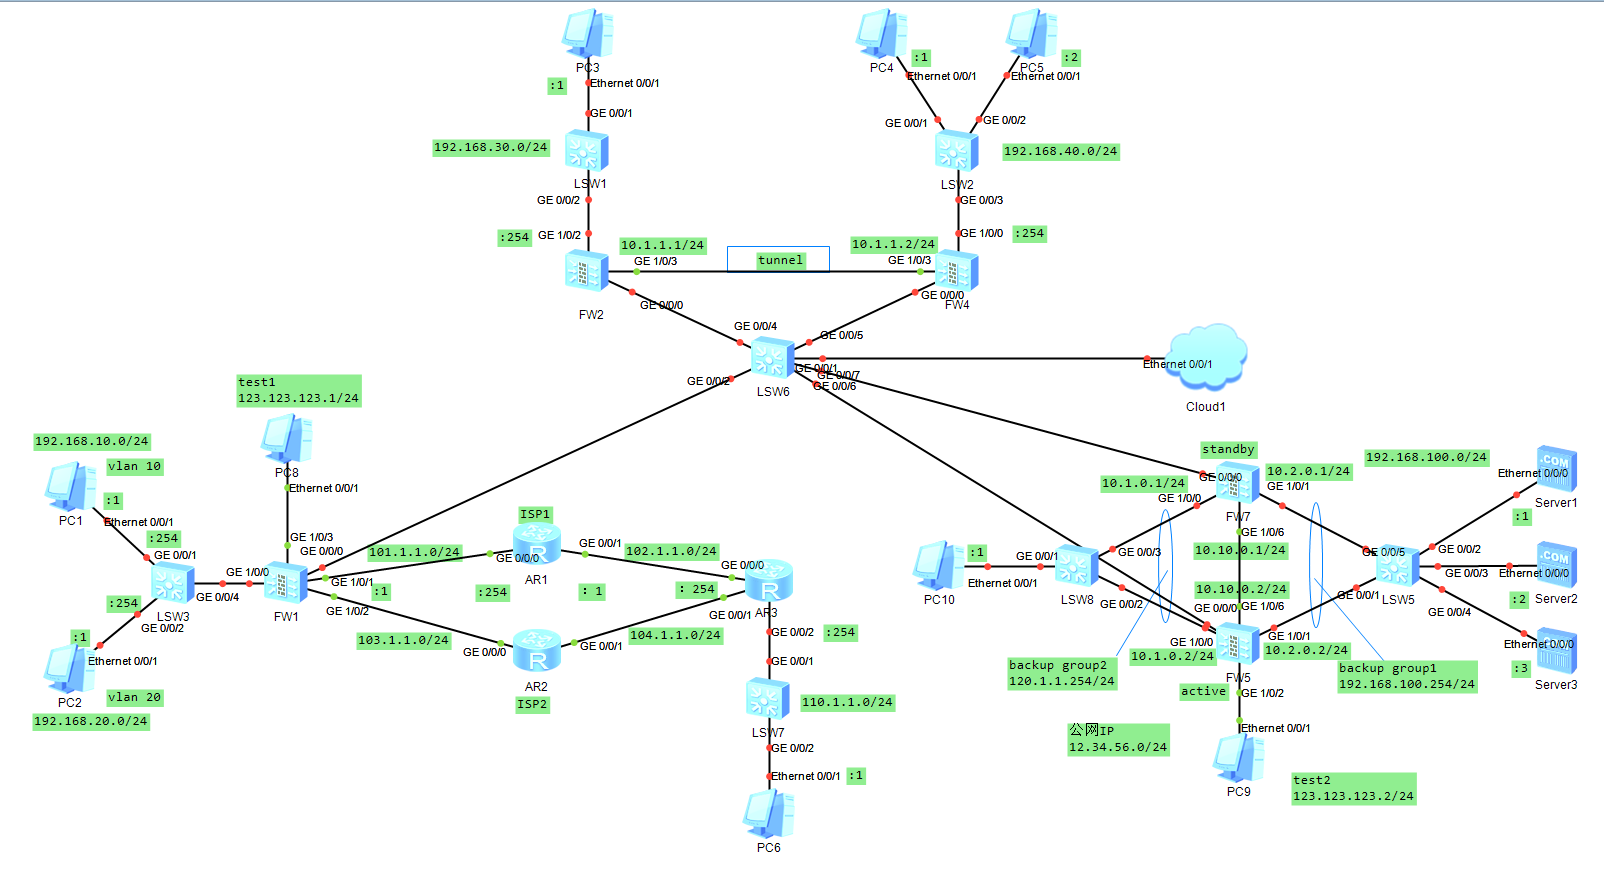 PC3
Ethernet 0/0/1
:1
GE 0/0/1
192.168.30.0/24
LSW1
GE 0/0/2
:254
GE 1/0/2
10.1.1.1/24
GE 1/0/3
FW2
GE 0/0/0
tunnel
PC4
:1
Ethernet 0/0/1
PC5
:2
Ethernet 0/0/1
GE 0/0/1
GE 0/0/2
192.168.40.0/24
LSW2
GE 0/0/3
GE 1/0/0
:254
10.1.1.2/24
GE 1/0/3
GE 0/0/0
FW4
GE 0/0/4
GE 0/0/5
GE 0/0/2
GE 0/0/1
GE 0/0/7
GE 0/0/6
LSW6
Ethernet 0/0/1
Cloud1
test1
123.123.123.1/24
PC8
Ethernet 0/0/1
GE 1/0/3
GE 0/0/0
192.168.10.0/24
vlan 10
:1
PC1
Ethernet 0/0/1
:254
GE 0/0/1
GE 1/0/0
GE 0/0/4
LSW3
:254
GE 0/0/2
:1
Ethernet 0/0/1
PC2
vlan 20
192.168.20.0/24
FW1
GE 1/0/1
GE 1/0/2
:1
101.1.1.0/24
103.1.1.0/24
ISP1
GE 0/0/0
GE 0/0/1
AR1
:254
: 1
102.1.1.0/24
GE 0/0/0
: 254
104.1.1.0/24
GE 0/0/1
AR3
GE 0/0/0
GE 0/0/1
AR2
ISP2
GE 0/0/2
:254
GE 0/0/1
110.1.1.0/24
LSW7
GE 0/0/2
Ethernet 0/0/1
:1
PC6
standby
10.1.0.1/24
GE 0/0/0
10.2.0.1/24
GE 1/0/0
GE 1/0/1
FW7
GE 1/0/6
10.10.0.1/24
10.10.0.2/24
GE 0/0/0
GE 1/0/6
GE 1/0/0
GE 1/0/1
10.1.0.2/24
10.2.0.2/24
FW5
active
GE 1/0/2
Ethernet 0/0/1
PC9
PC10
:1
Ethernet 0/0/1
GE 0/0/1
GE 0/0/3
LSW8
GE 0/0/2
backup group2
120.1.1.254/24
公网IP
12.34.56.0/24
test2
123.123.123.2/24
backup group1
192.168.100.254/24
192.168.100.0/24
GE 0/0/5
GE 0/0/1
LSW5
GE 0/0/2
GE 0/0/3
GE 0/0/4
.COM
Ethernet 0/0/0
Server1
:1
.COM
Ethernet 0/0/0
Server2
:2
Ethernet 0/0/0
Server3
:3